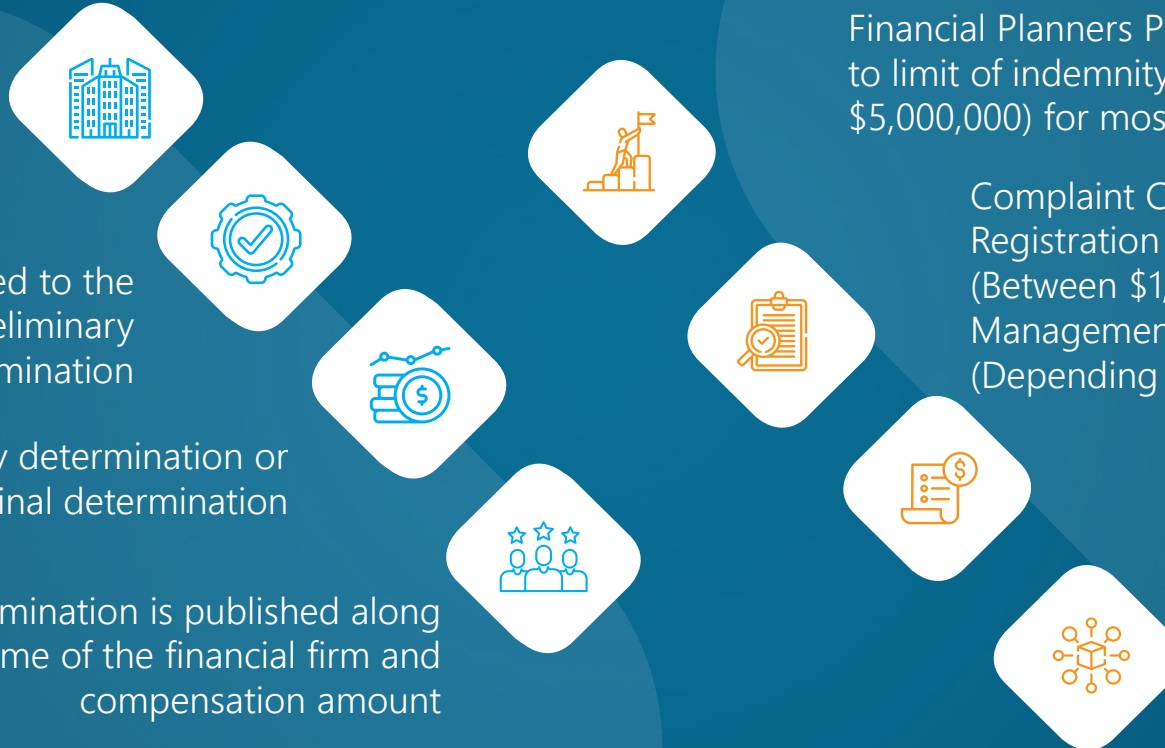 ed to the
eliminary
mination
y determination or
inal determination
mination is published along
me of the financial firm and
compensation amount
Financial Planners P
to limit of indemnity
$5,000,000) for mos
Complaint C
Registration
(Between $1,
Managemen
(Depending